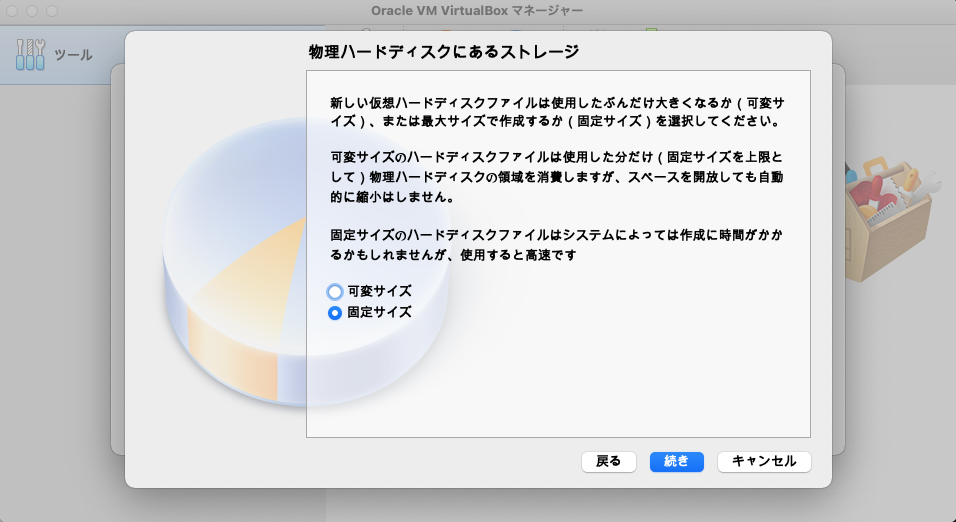 Oracle VM VirtualBox マネージャー
ツール
物理ハードディスクにあるストレージ
新しい仮想ハードディスクファイルは使用したぶんだけ大きくなるか（可変サ
イズ）、または最大サイズで作成するか（固定サイズ）を選択してください。
可変サイズのハードディスクファイルは使用した分だけ（固定サイズを上限と
して）物理ハードディスクの領域を消費しますが、スペースを開放しても自動
的に縮小はしません。
固定サイズのハードディスクファイルはシステムによっては作成に時間がかか
るかもしれませんが、使用すると高速です
可変サイズ
固定サイズ
戻る
続き
キャンセル